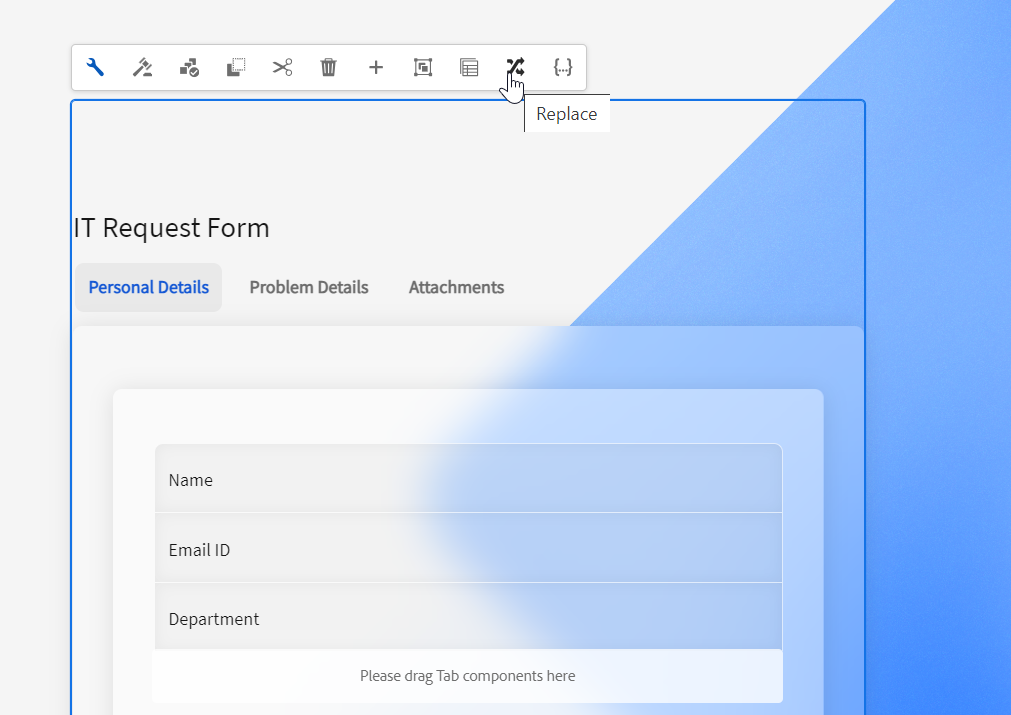 Replace
IT Request Form
Personal Details Problem Details Attachments
Name
Email ID
Department
Please drag Tab components here